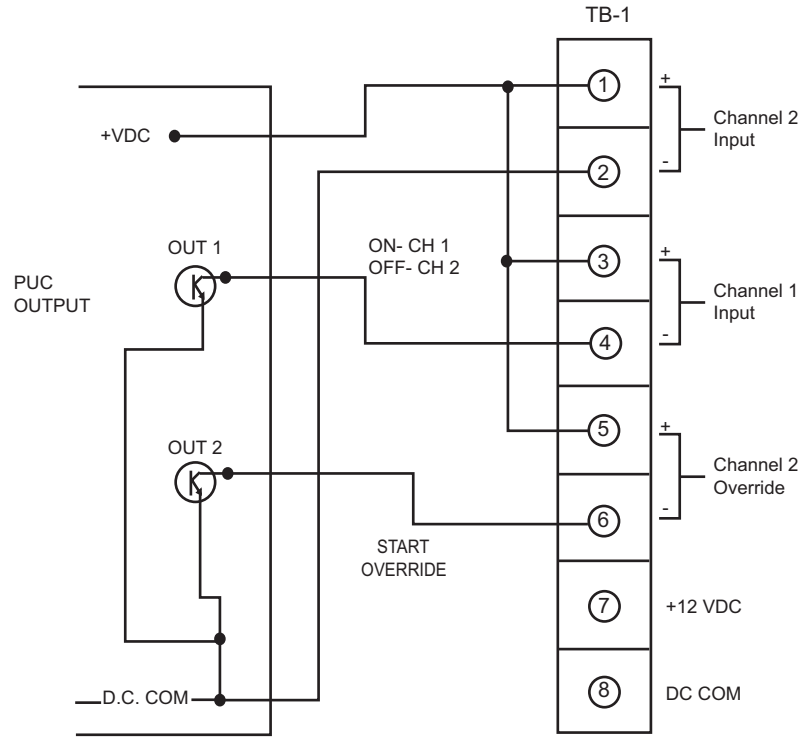 TB-1
1
+
Channel 2
Input
+VDC
-
2
OUT 1
ON- CH 1
OFF- CH 2
+
3
PUC
OUTPUT
Channel 1
Input
-
4
OUT 2
+
5
Channel 2
Override
-
6
START
OVERRIDE
7
+12 VDC
8
D.C. COM
DC COM